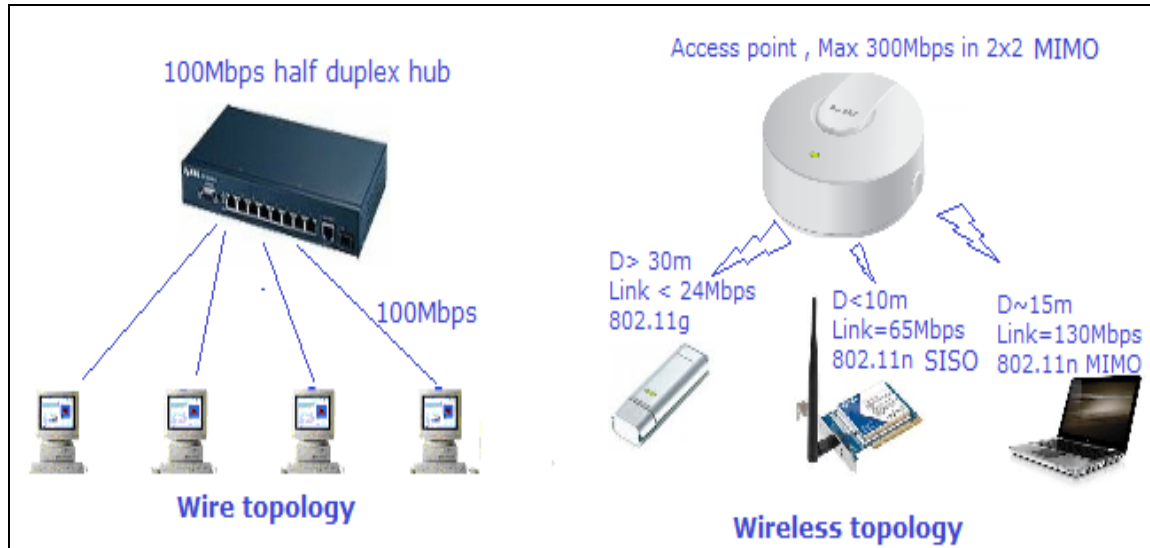 100Mbps half duplex hub
100Mbps
Wire topology
Access point , Max 300Mbps in 2x2 MIMO
D> 30m
Link < 24Mbps
802.11g
D<10m
Link=65Mbps
802.11n SISO
D~15m
Link=130Mbps
802.11n MIMO
Wireless topology